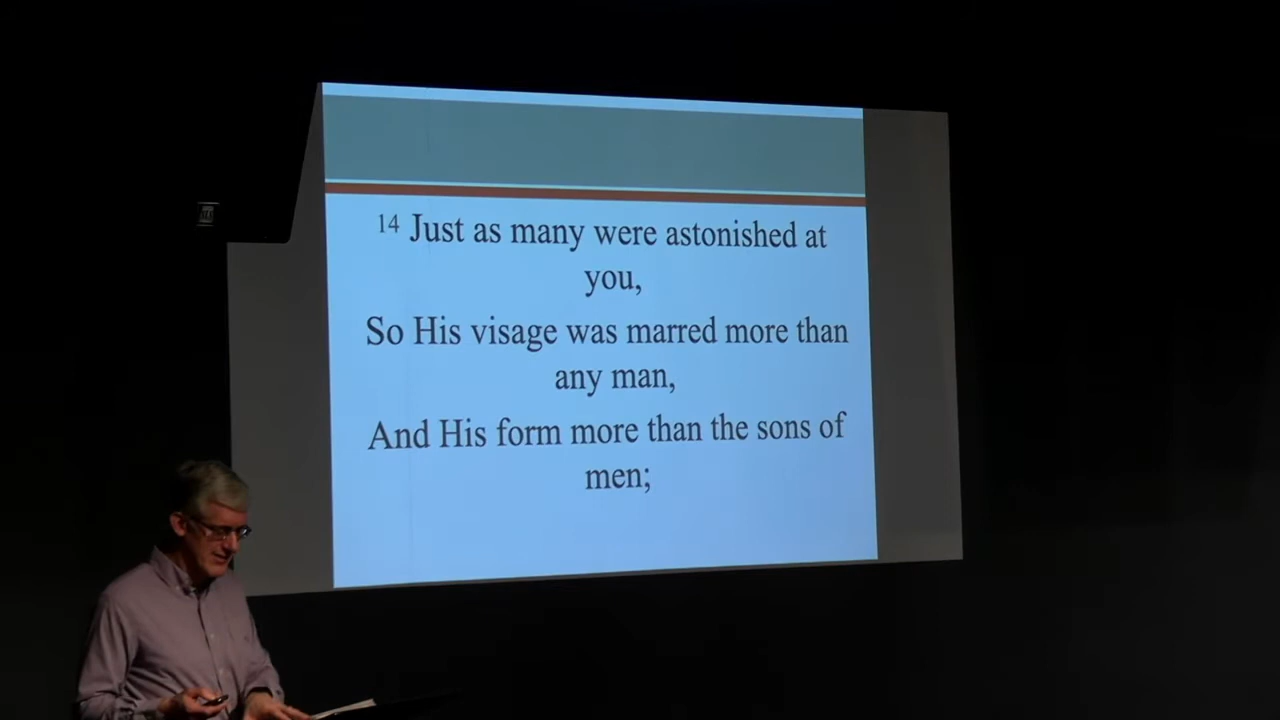 14 Just as many were astonished at
you,
So His visage was marred more than
any man,
And His form more than the sons of
men;